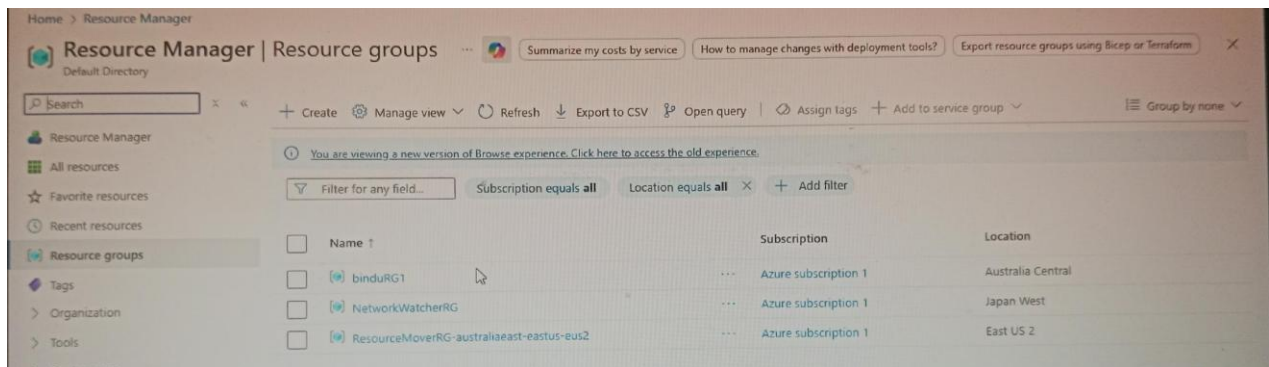 Home > Resource Manager
Resource Manager | Resource groups ... Summarize my costs by service How to manage changes with deployment tools? Export resource groups using Bicep or Terraform
Default Directory
Search
+ Create Manage view Refresh Export to CSV Open query | Assign tags + Add to service group Group by none
Resource Manager
You are viewing a new version of Browse experience. Click here to access the old experience.
All resources
Filter for any field... Subscription equals all Location equals all × + Add filter
Favorite resources
Recent resources
Name ↑ Subscription Location
Resource groups
binduRG1 ... Azure subscription 1 Australia Central
Tags
NetworkWatcherRG ... Azure subscription 1 Japan West
> Organization
ResourceMoverRG-australiaeast-eastus-eus2 ... Azure subscription 1 East US 2
> Tools